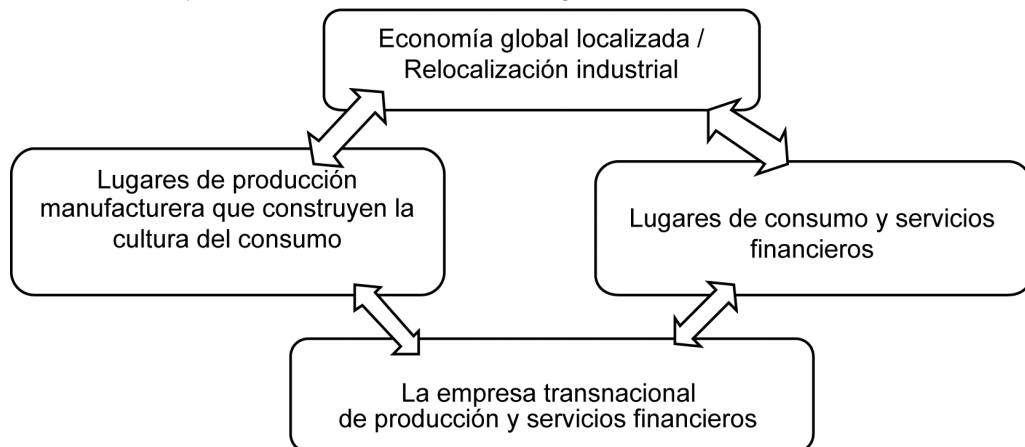 Economía global localizada /
Relocalización industrial
Lugares de producción
manufacturera que construyen la
cultura del consumo
Lugares de consumo y servicios
financieros
La empresa transnacional
de producción y servicios financieros